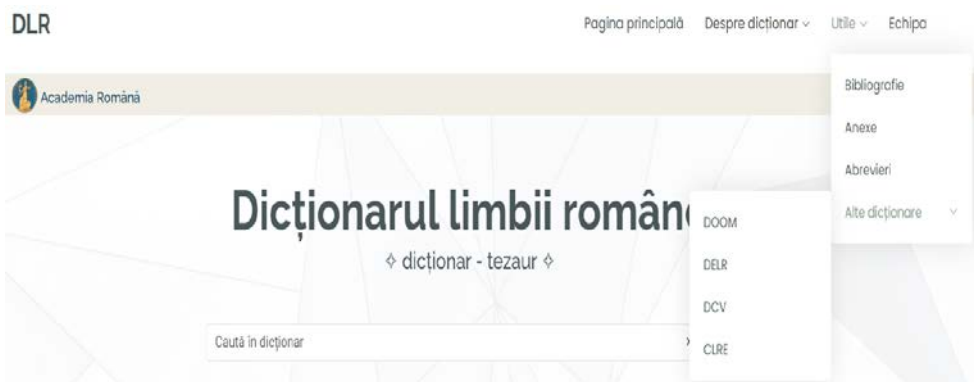 DLR
Pagina principală Despre dicționar Utile Echipa
Academia Română
Bibliografie
Anexe
Abrevieri
Alte dicționare
Dicționarul limbii român
dicționar - tezaur
DOOM
DELR
DCV
CLRE
Caută în dicționar